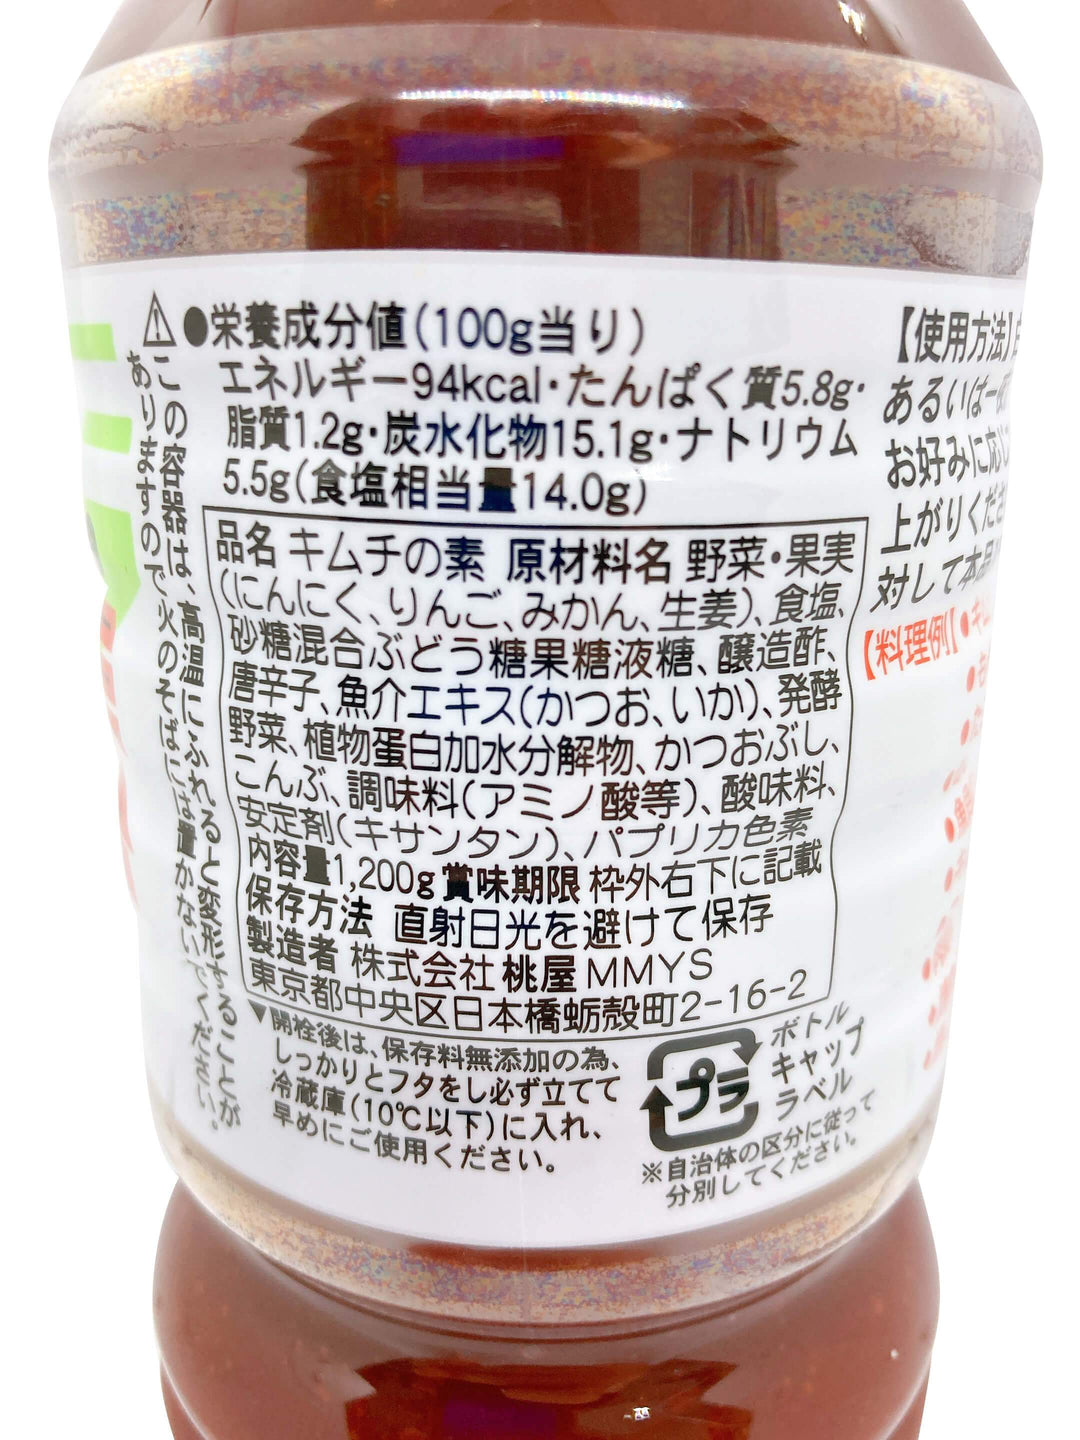 ⚠この容器は、高温にふれると変形することが
ありますので火のそばには置かないでください。
●栄養成分値(100g当り)
エネルギー94kcal・たんぱく質5.8g・
脂質1.2g・炭水化物15.1g・ナトリウム
5.5g(食塩相当量14.0g)
品名 キムチの素 原材料名 野菜・果実
(にんにく、りんご、みかん、生姜)、食塩、
砂糖混合ぶどう糖果糖液糖、醸造酢、
唐辛子、魚介エキス(かつお、いか)、発酵
野菜、植物蛋白加水分解物、かつおぶし、
こんぶ、調味料(アミノ酸等)、酸味料、
安定剤(キサンタン)、パプリカ色素
内容量1,200g 賞味期限 枠外右下に記載
保存方法 直射日光を避けて保存
製造者 株式会社 桃屋 MMYS
東京都中央区日本橋蛎殻町2-16-2
▼開栓後は、保存料無添加の為、
しっかりとフタをし必ず立てて
冷蔵庫(10℃以下)に入れ、
早めにご使用ください。
プラ
ボトル
キャップ
ラベル
※自治体の区分に従って
分別してください。
【使用方法】
あるいは一
お好みに応
上がりくださ
対して本品
【料理例】●